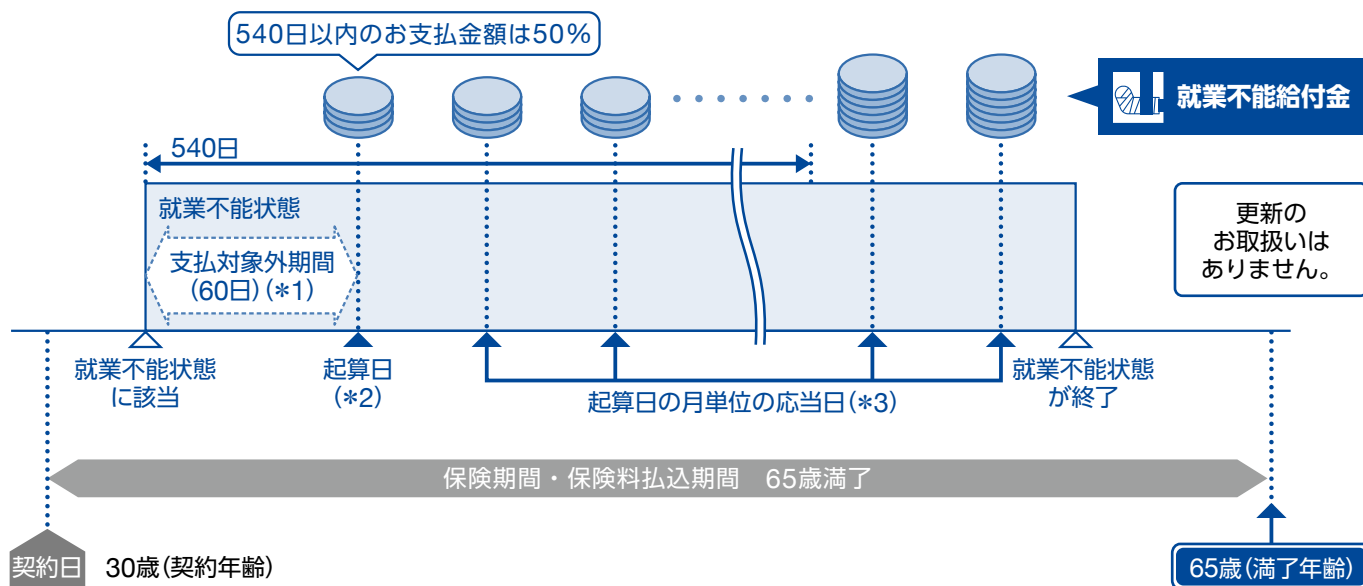 540日以内のお支払金額は50％
就業不能給付金
540日
就業不能状態
支払対象外期間
(60日)(＊1)
更新の
お取扱いは
ありません。
就業不能状態
に該当
起算日
(＊2)
起算日の月単位の応当日(＊3)
就業不能状態
が終了
保険期間・保険料払込期間　65歳満了
契約日
30歳(契約年齢)
65歳(満了年齢)